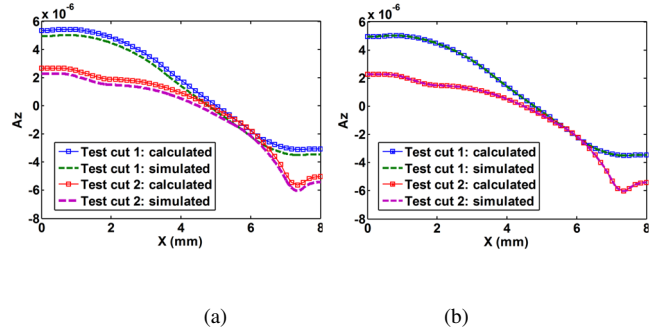 x 10⁻⁶
6
4
2
0
-2
-4
-6
-8
Az
Test cut 1: calculated
Test cut 1: simulated
Test cut 2: calculated
Test cut 2: simulated
0 2 4 6 8
X (mm)
(a)
x 10⁻⁶
6
4
2
0
-2
-4
-6
-8
Az
Test cut 1: calculated
Test cut 1: simulated
Test cut 2: calculated
Test cut 2: simulated
0 2 4 6 8
X (mm)
(b)